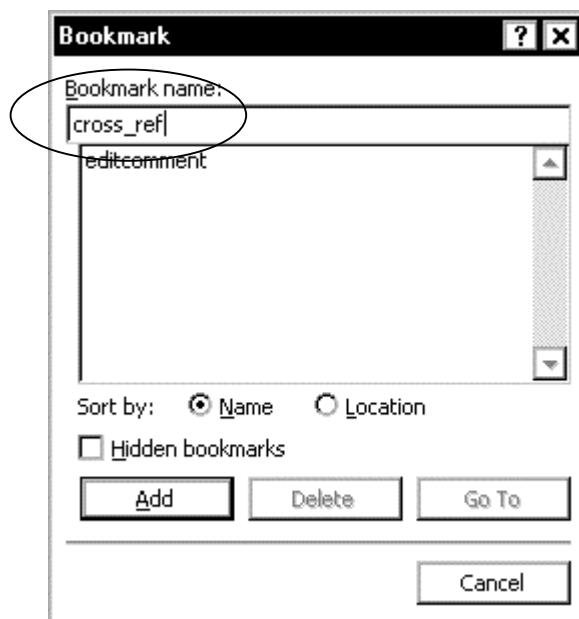 Bookmark ?
Bookmark name:
cross_ref
editcomment
Sort by: Name Location
Hidden bookmarks
Add Delete Go To
Cancel